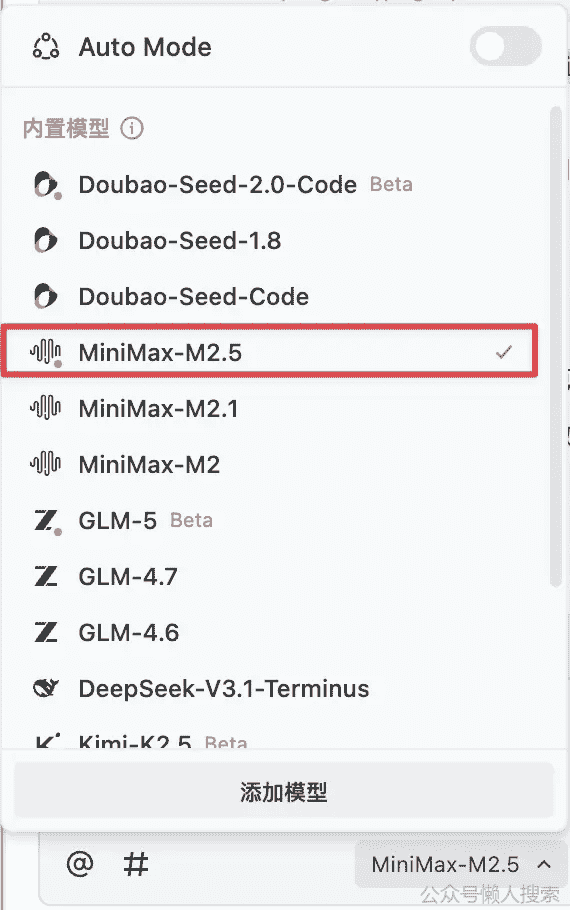 Auto Mode
内置模型
Doubao-Seed-2.0-Code Beta
Doubao-Seed-1.8
Doubao-Seed-Code
MiniMax-M2.5
MiniMax-M2.1
MiniMax-M2
GLM-5 Beta
GLM-4.7
GLM-4.6
DeepSeek-V3.1-Terminus
Kimi-K2.5 Beta
添加模型
@ # MiniMax-M2.5
公众号懒人搜索